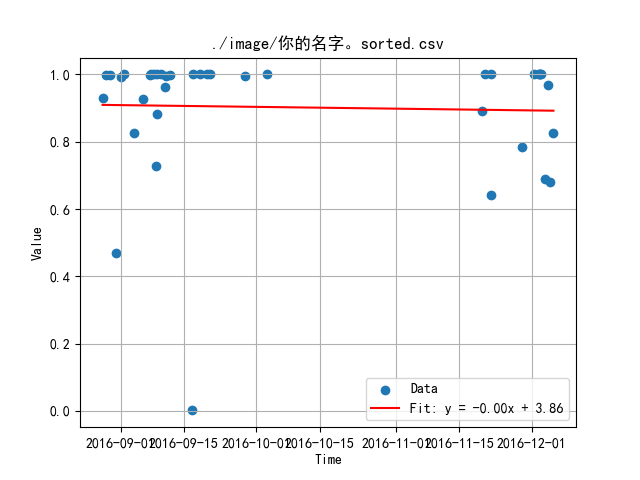 ./image/你的名字。sorted.csv
Value
1.0
0.8
0.6
0.4
0.2
0.0
Data
Fit: y = -0.00x + 3.86
2016-09-01 2016-09-15 2016-10-01 2016-10-15 2016-11-01 2016-11-15 2016-12-01
Time